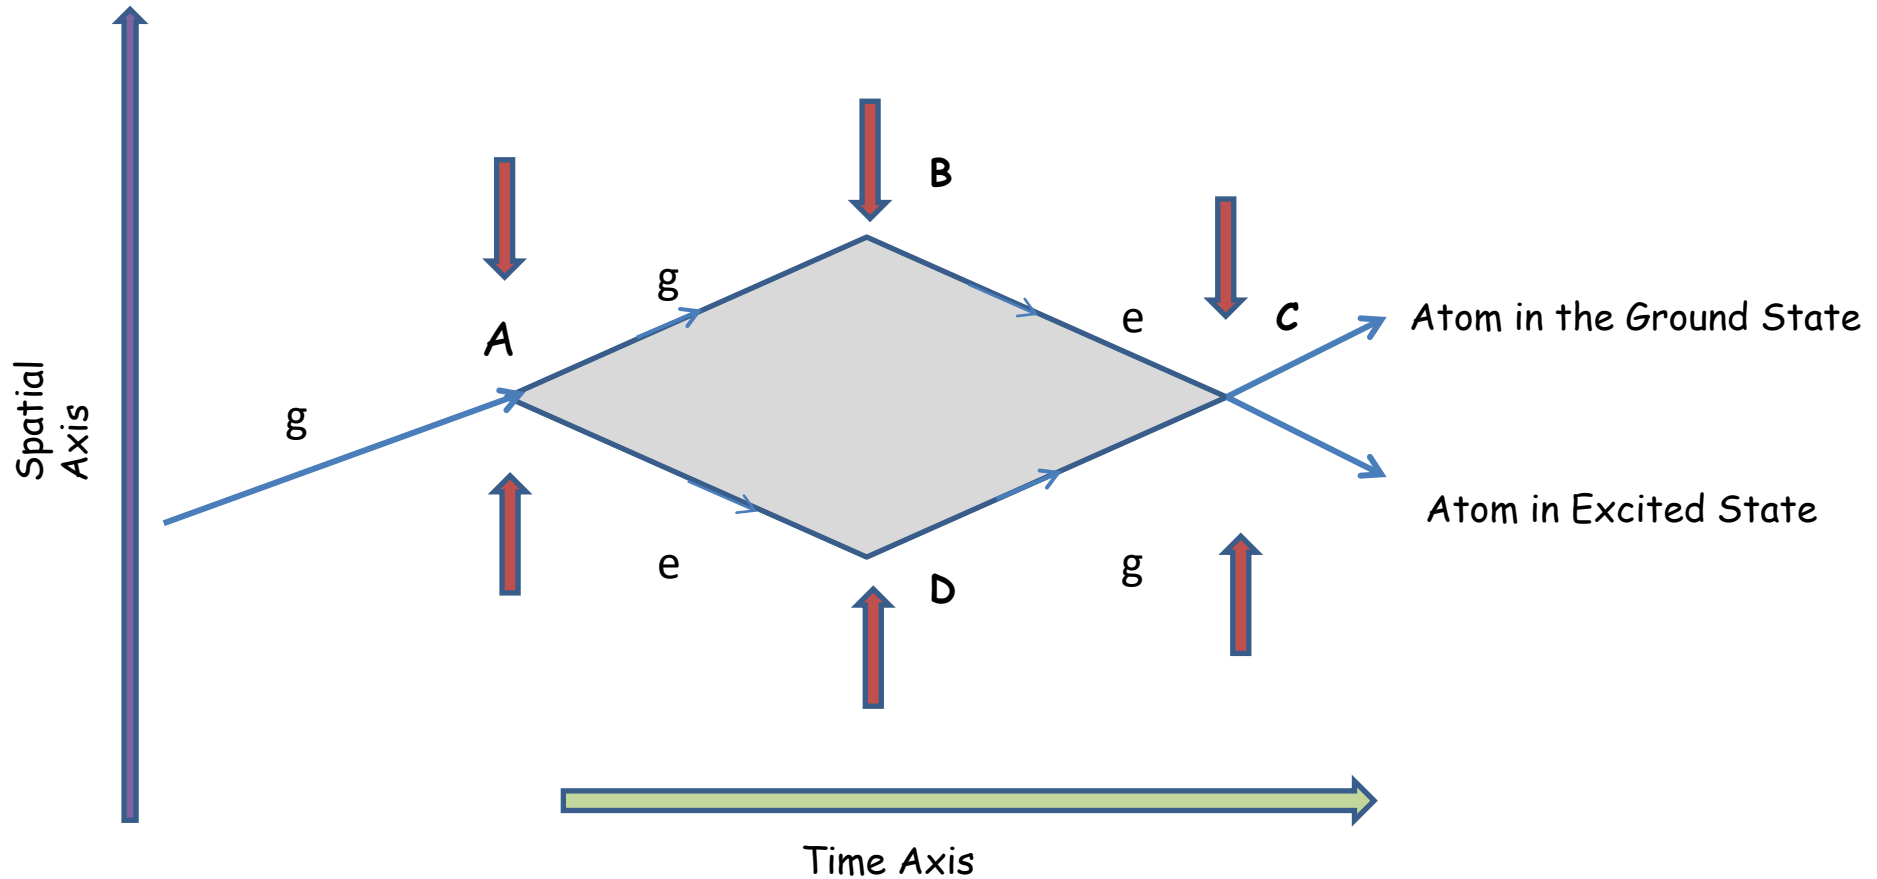 Spatial
Axis
g
A
g
e
B
D
e
g
C
Atom in the Ground State
Atom in Excited State
Time Axis